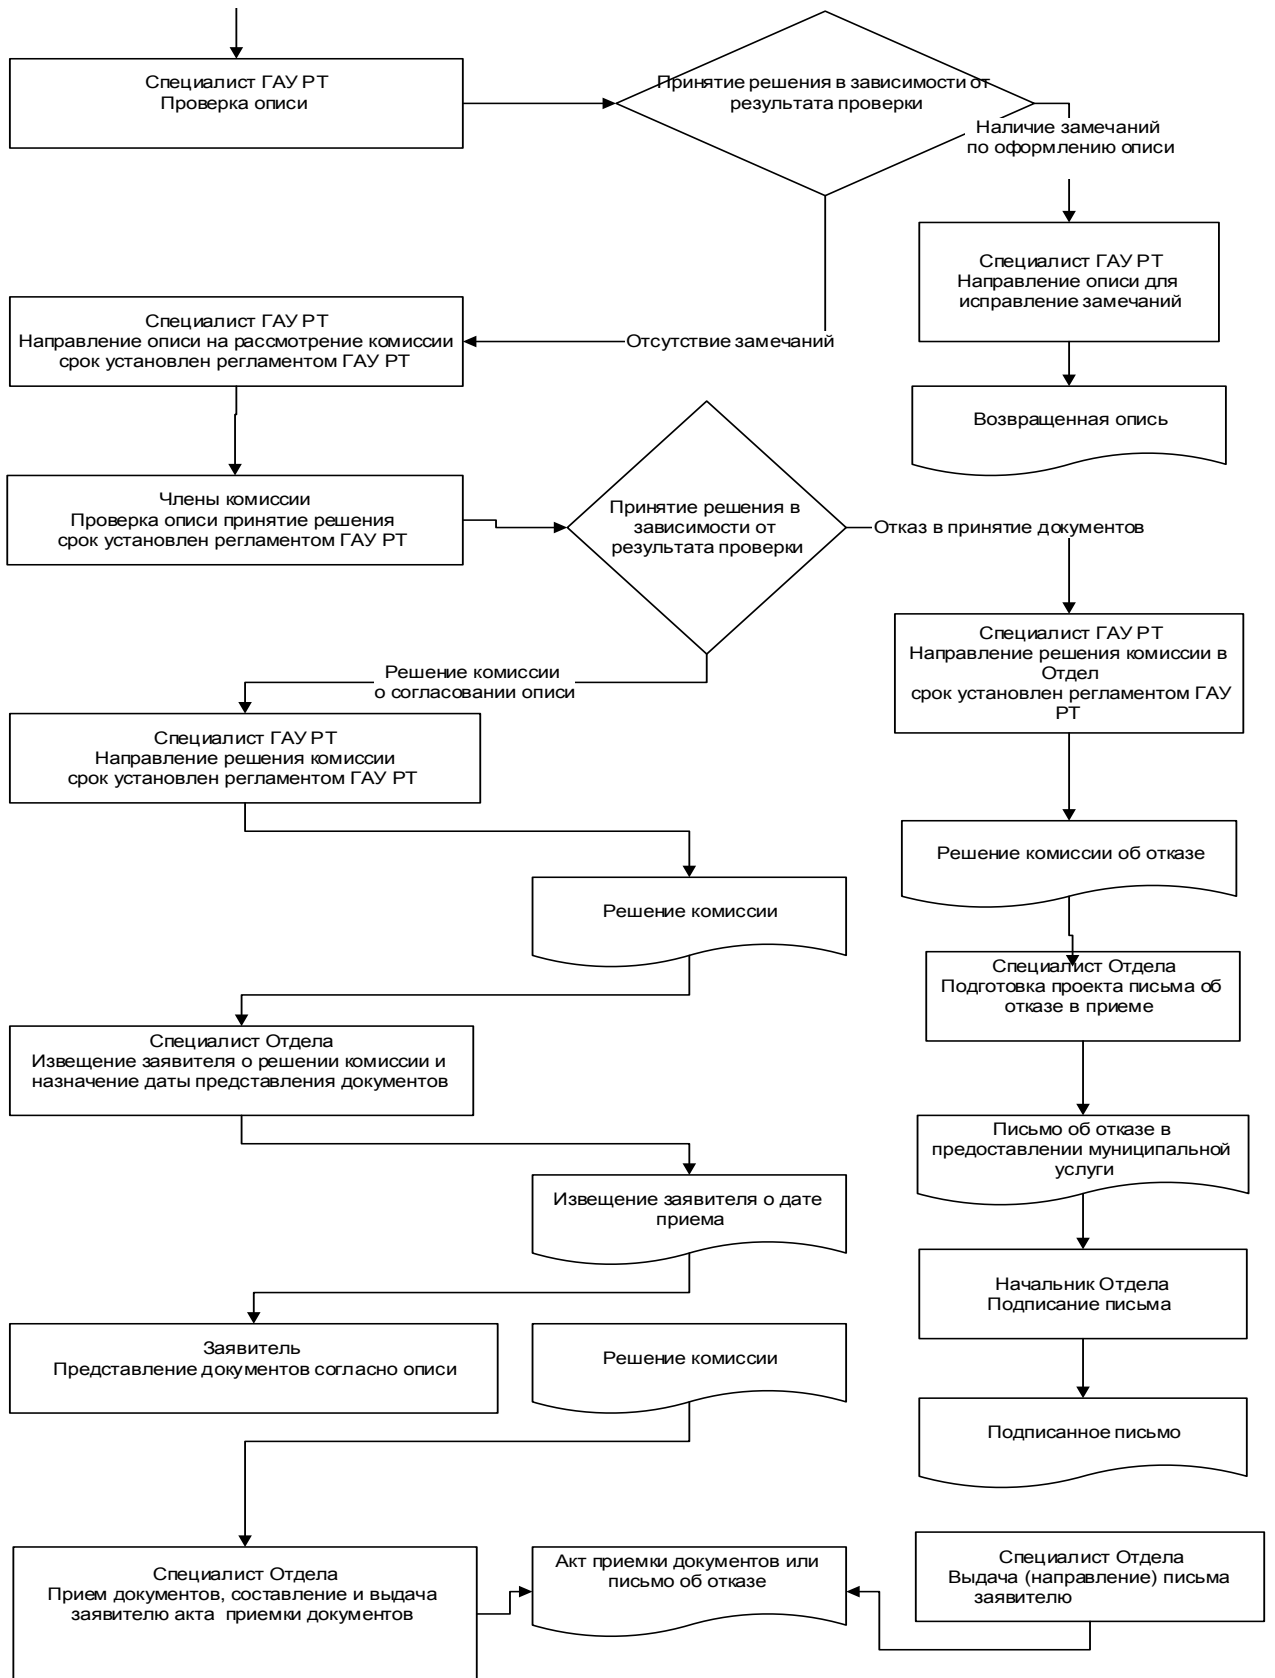 Специалист ГАУ РТ
Проверка описи
Принятие решения в зависимости от
результата проверки
Наличие замечаний
по оформлению описи
Специалист ГАУ РТ
Направление описи для
исправление замечаний
Специалист ГАУ РТ
Направление описи на рассмотрение комиссии
срок установлен регламентом ГАУ РТ
Отсутствие замечаний
Возвращенная опись
Члены комиссии
Проверка описи принятие решения
срок установлен регламентом ГАУ РТ
Принятие решения в
зависимости от
результата проверки
Отказ в принятие документов
Специалист ГАУ РТ
Направление решения комиссии в
Отдел
срок установлен регламентом ГАУ
РТ
Решение комиссии
о согласовании описи
Специалист ГАУ РТ
Направление решения комиссии
срок установлен регламентом ГАУ РТ
Решение комиссии об отказе
Решение комиссии
Специалист Отдела
Подготовка проекта письма об
отказе в приеме
Специалист Отдела
Извещение заявителя о решении комиссии и
назначение даты представления документов
Письмо об отказе в
предоставлении муниципальной
услуги
Извещение заявителя о дате
приема
Начальник Отдела
Подписание письма
Заявитель
Представление документов согласно описи
Решение комиссии
Подписанное письмо
Специалист Отдела
Прием документов, составление и выдача
заявителю акта  приемки документов
Акт приемки документов или
письмо об отказе
Специалист Отдела
Выдача (направление) письма
заявителю